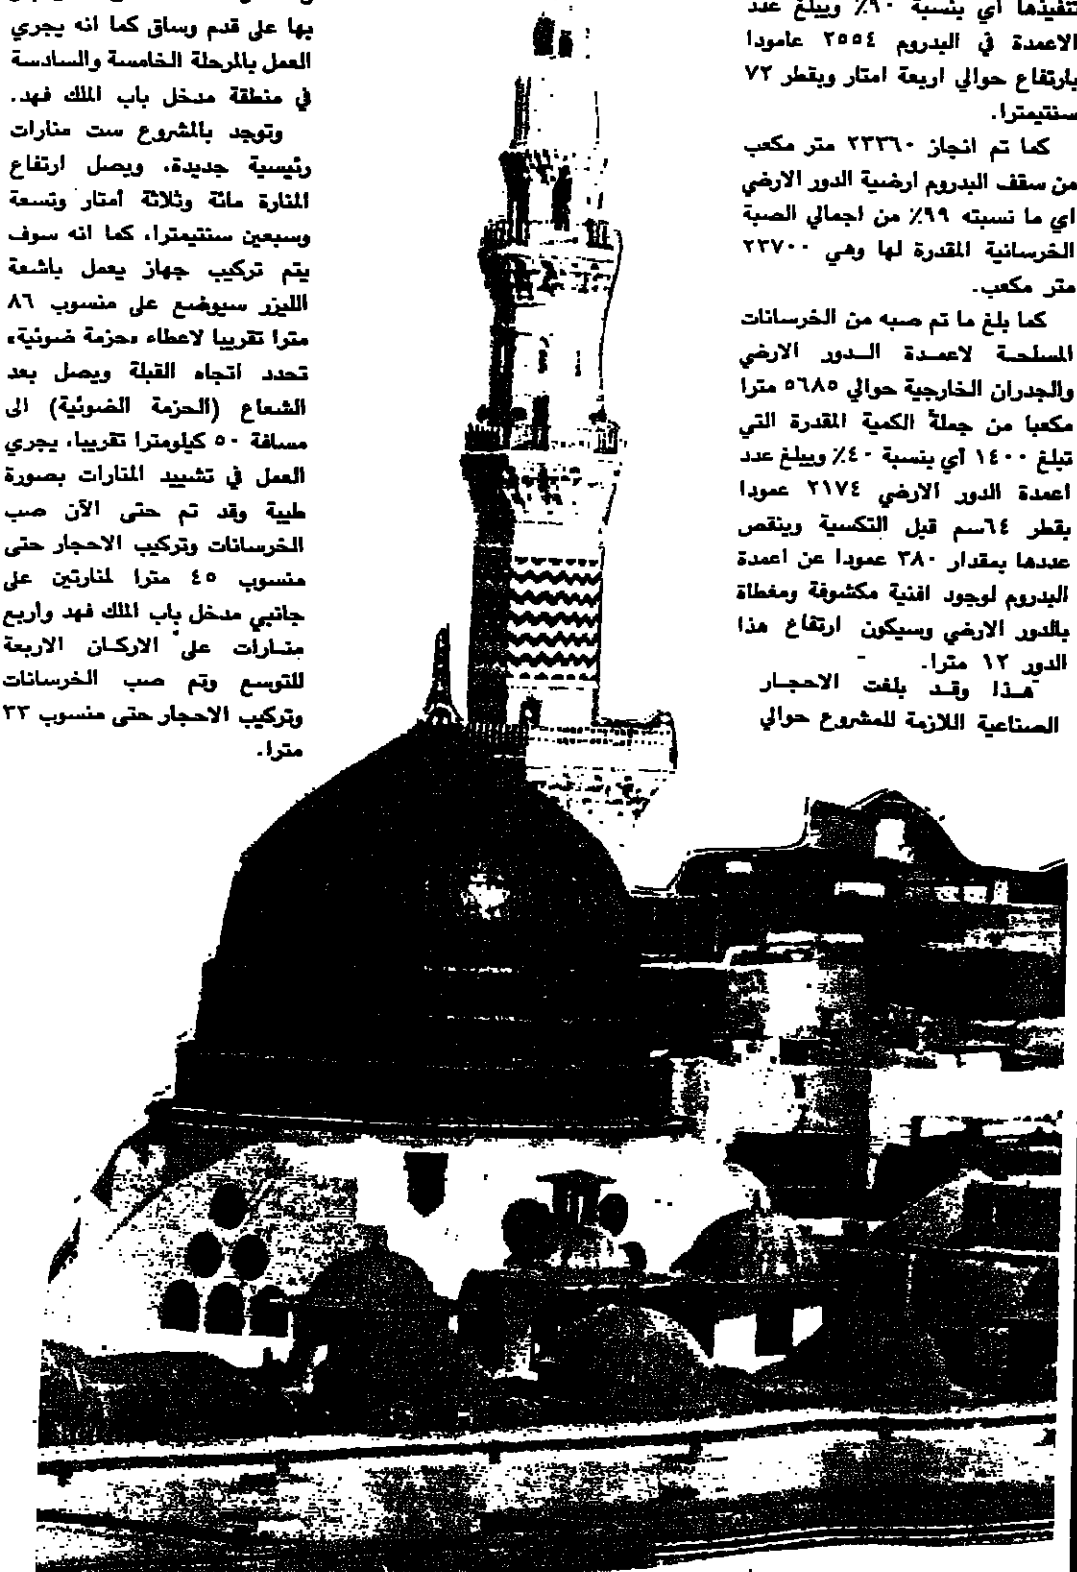 تنفيذها أي بنسبة ٩٠٪ ويبلغ عدد
الاعمدة في البدروم ٢٥٥٤ عامودا
بارتفاع حوالي اربعة امتار وبقطر ٧٢
سنتيمترا.
كما تم انجاز ٢٣٣٦٠ متر مكعب
من سقف البدروم ارضية الدور الارضي
اي ما نسبته ٩٩٪ من اجمالي الصبة
الخرسانية المقدرة لها وهي ٢٣٧٠٠
متر مكعب.
كما بلغ ما تم صبه من الخرسانات
المسلحة لاعمدة الدور الارضي
والجدران الخارجية حوالي ٥٦٨٥ مترا
مكعبا من جملة الكمية المقدرة التي
تبلغ ١٤٠٠ أي بنسبة ٤٠٪ ويبلغ عدد
اعمدة الدور الارضي ٢١٧٤ عمودا
بقطر ٦٤سم قبل التكسية وينقص
عددها بمقدار ٣٨٠ عمودا عن اعمدة
البدروم لوجود افنية مكشوفة ومغطاة
بالدور الارضي وسيكون ارتفاع هذا
الدور ١٢ مترا.
هذا وقد بلغت الاحجار
الصناعية اللازمة للمشروع حوالي
بها على قدم وساق كما انه يجري
العمل بالمرحلة الخامسة والسادسة
في منطقة مدخل باب الملك فهد.
وتوجد بالمشروع ست منارات
رئيسية جديدة، ويصل ارتفاع
المنارة مائة وثلاثة أمتار وتسعة
وسبعين سنتيمترا، كما انه سوف
يتم تركيب جهاز يعمل باشعة
الليزر سيوضع على منسوب ٨٦
مترا تقريبا لاعطاء «حزمة ضوئية»
تحدد اتجاه القبلة ويصل بعد
الشعاع (الحزمة الضوئية) الى
مسافة ٥٠ كيلومترا تقريبا، يجري
العمل في تشييد المنارات بصورة
طيبة وقد تم حتى الآن صب
الخرسانات وتركيب الاحجار حتى
منسوب ٤٥ مترا لمنارتين على
جانبي مدخل باب الملك فهد وأربع
منارات على الاركان الاربعة
للتوسع وتم صب الخرسانات
وتركيب الاحجار حتى منسوب ٣٣
مترا.